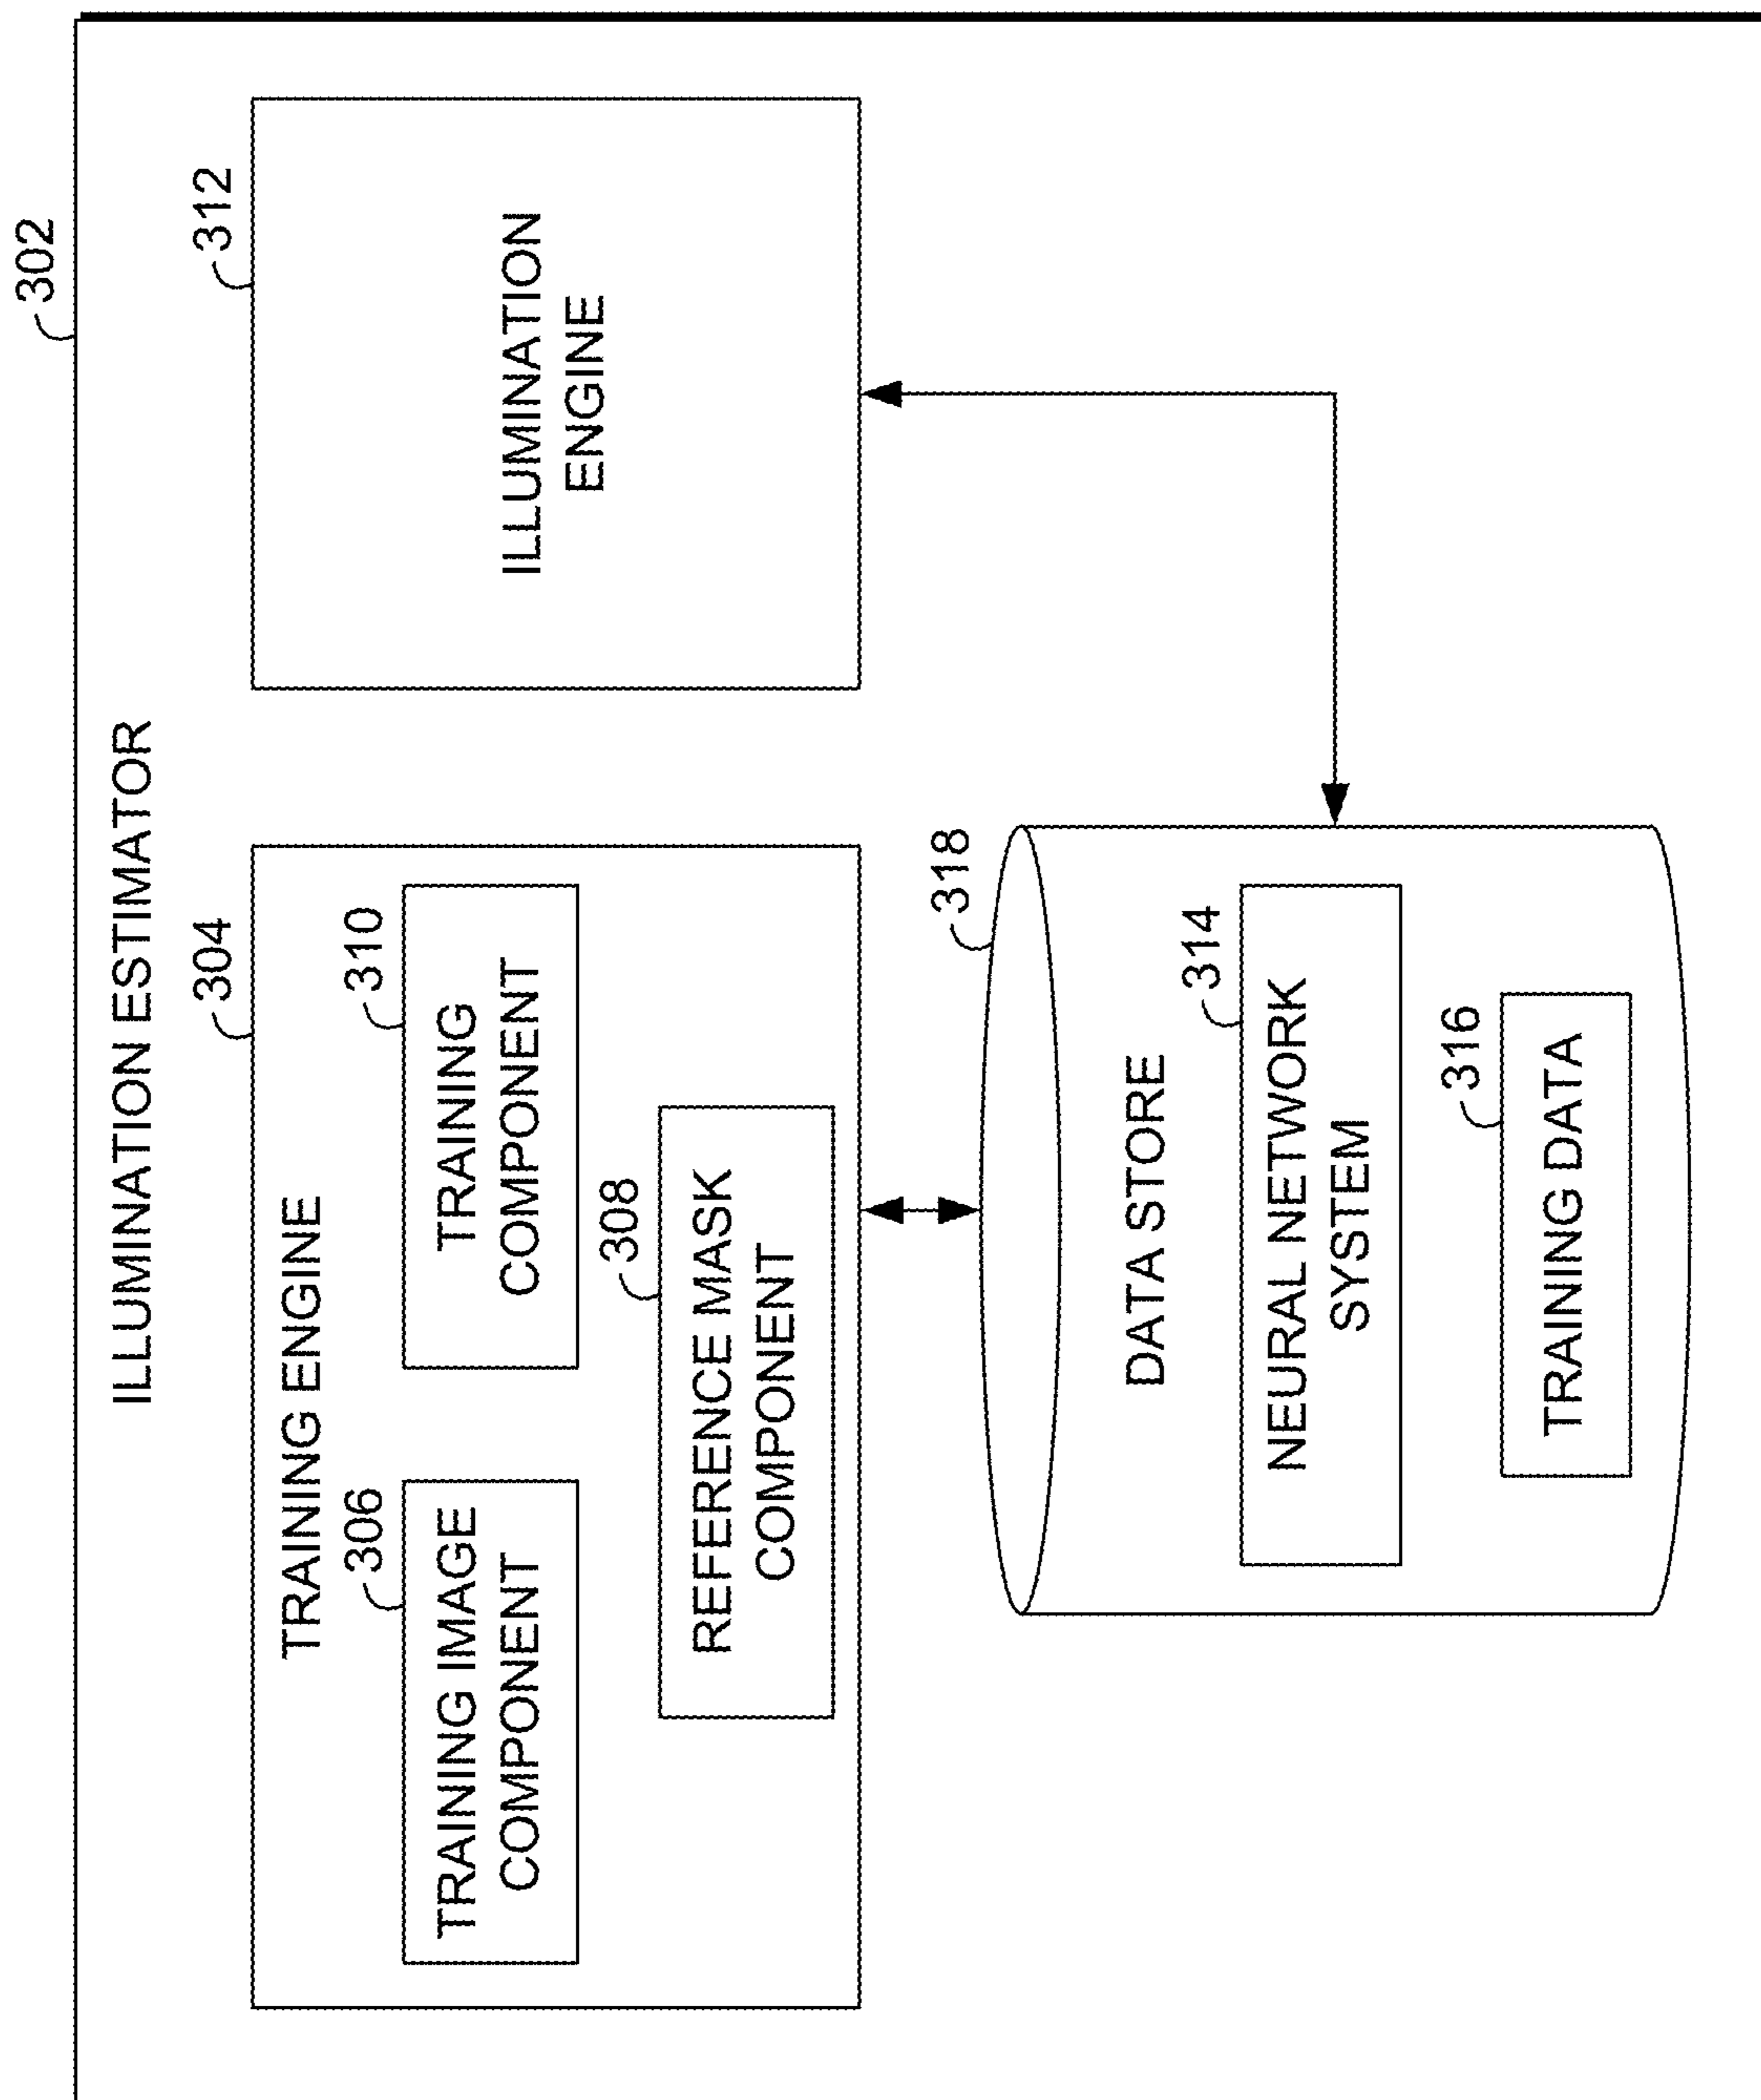 302
ILLUMINATION ESTIMATOR
304
TRAINING ENGINE
306
TRAINING IMAGE
COMPONENT
310
TRAINING
COMPONENT
308
REFERENCE MASK
COMPONENT
312
ILLUMINATION
ENGINE
318
DATA STORE
314
NEURAL NETWORK
SYSTEM
316
TRAINING DATA